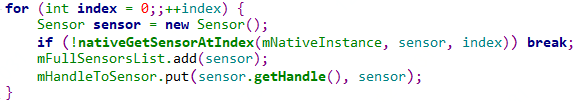 for (int index = 0;;++index) {
    Sensor sensor = new Sensor();
    if (!nativeGetSensorAtIndex(mNativeInstance, sensor, index)) break;
    mFullSensorsList.add(sensor);
    mHandleToSensor.put(sensor.getHandle(), sensor);
}